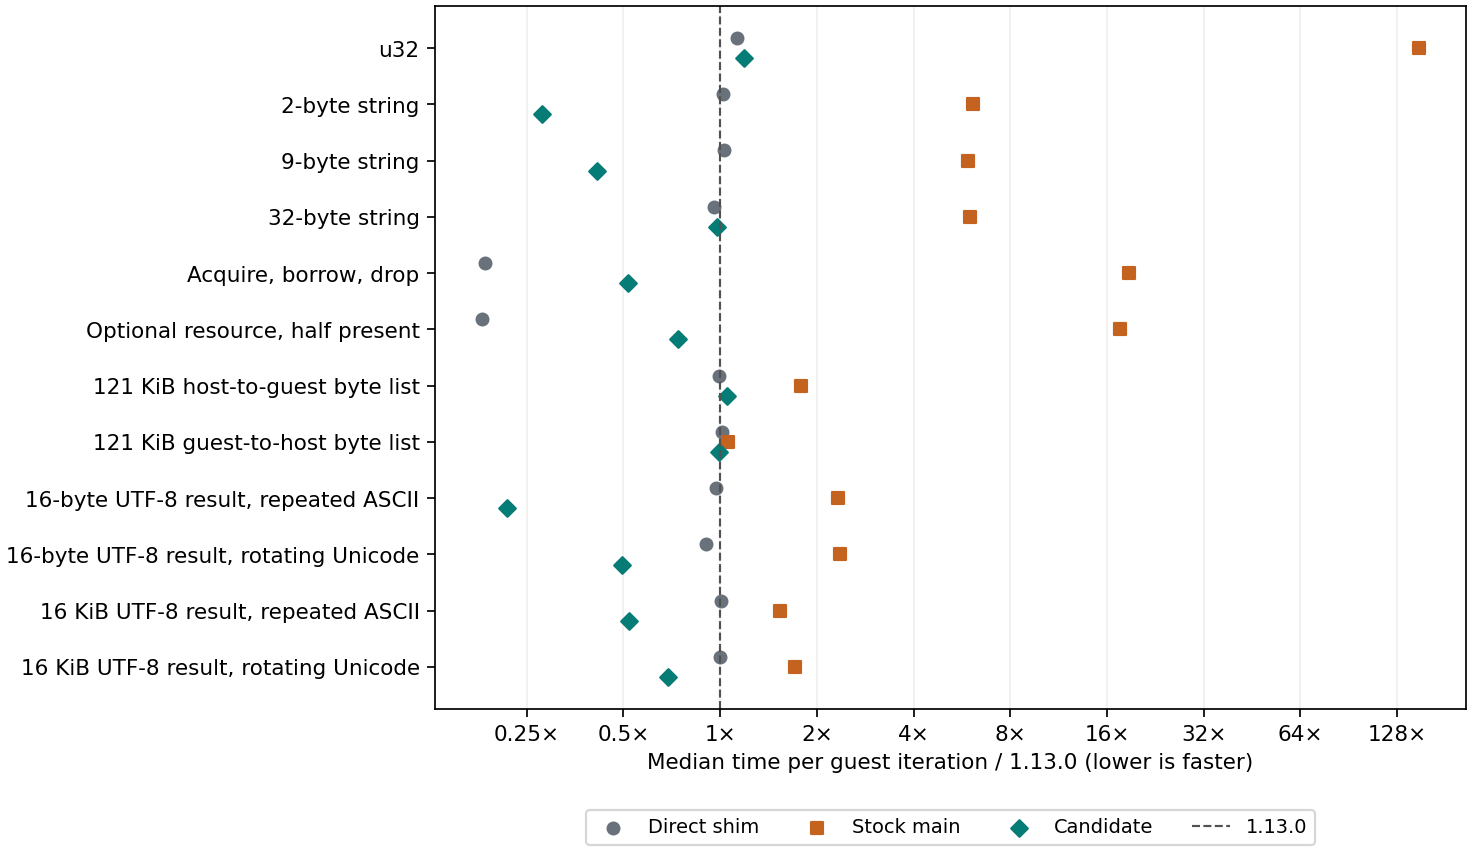 u32
2-byte string
9-byte string
32-byte string
Acquire, borrow, drop
Optional resource, half present
121 KiB host-to-guest byte list
121 KiB guest-to-host byte list
16-byte UTF-8 result, repeated ASCII
16-byte UTF-8 result, rotating Unicode
16 KiB UTF-8 result, repeated ASCII
16 KiB UTF-8 result, rotating Unicode
0.25× 0.5× 1× 2× 4× 8× 16× 32× 64× 128×
Median time per guest iteration / 1.13.0 (lower is faster)
Direct shim Stock main Candidate 1.13.0